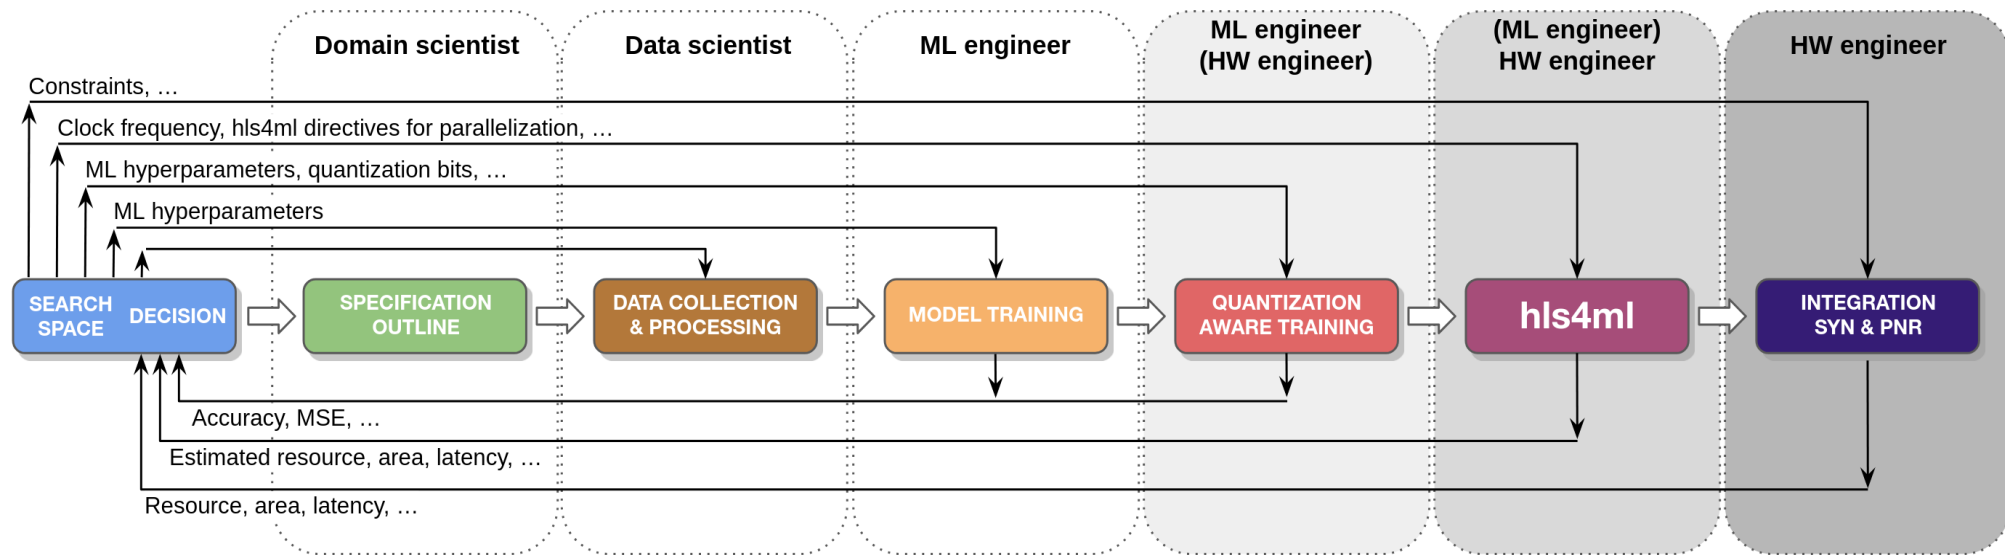 Domain scientist
Data scientist
ML engineer
ML engineer
(HW engineer)
(ML engineer)
HW engineer
HW engineer
Constraints, …
Clock frequency, hls4ml directives for parallelization, …
ML hyperparameters, quantization bits, …
ML hyperparameters
SEARCH
SPACE
DECISION
SPECIFICATION
OUTLINE
DATA COLLECTION
& PROCESSING
MODEL TRAINING
QUANTIZATION
AWARE TRAINING
hls4ml
INTEGRATION
SYN & PNR
Accuracy, MSE, …
Estimated resource, area, latency, …
Resource, area, latency, …